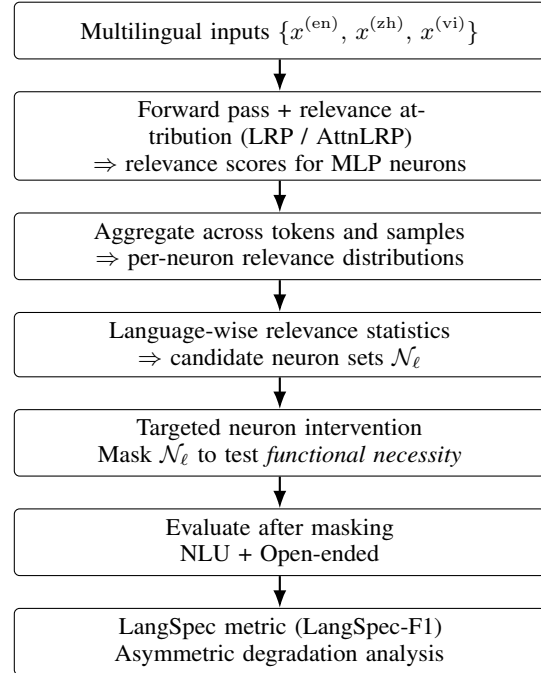 Multilingual inputs {x^(en), x^(zh), x^(vi)}
Forward pass + relevance at-
tribution (LRP / AttnLRP)
⇒ relevance scores for MLP neurons
Aggregate across tokens and samples
⇒ per-neuron relevance distributions
Language-wise relevance statistics
⇒ candidate neuron sets 𝒩_ℓ
Targeted neuron intervention
Mask 𝒩_ℓ to test functional necessity
Evaluate after masking
NLU + Open-ended
LangSpec metric (LangSpec-F1)
Asymmetric degradation analysis